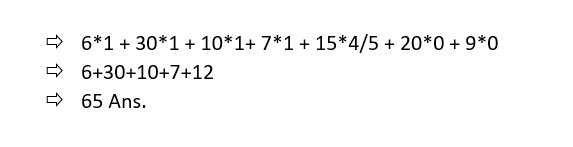 ⇨ 6*1 + 30*1 + 10*1+ 7*1 + 15*4/5 + 20*0 + 9*0
⇨ 6+30+10+7+12
⇨ 65 Ans.